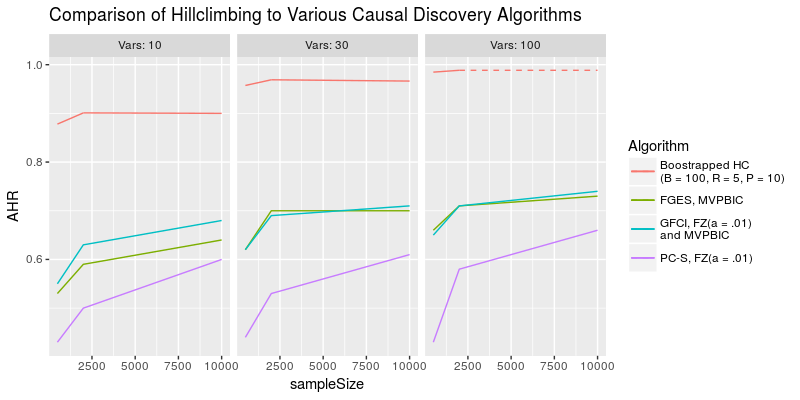 Comparison of Hillclimbing to Various Causal Discovery Algorithms
Vars: 10
Vars: 30
Vars: 100
1.0
0.8
0.6
AHR
2500 5000 7500 10000
2500 5000 7500 10000
2500 5000 7500 10000
sampleSize
Algorithm
Boostrapped HC
(B = 100, R = 5, P = 10)
FGES, MVPBIC
GFCI, FZ(a = .01)
and MVPBIC
PC-S, FZ(a = .01)